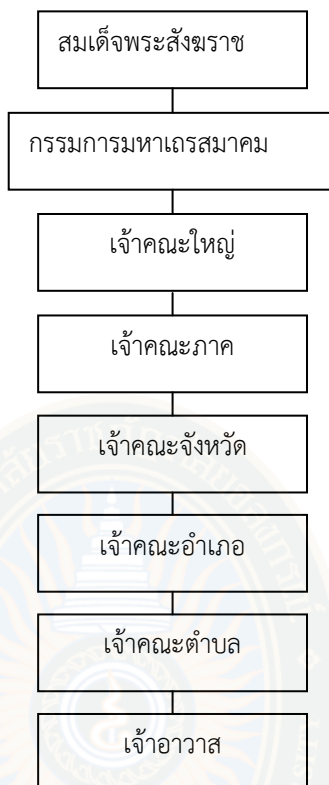 สมเด็จพระสังฆราช
กรรมการมหาเถรสมาคม
เจ้าคณะใหญ่
เจ้าคณะภาค
เจ้าคณะจังหวัด
เจ้าคณะอำเภอ
เจ้าคณะตำบล
เจ้าอาวาส